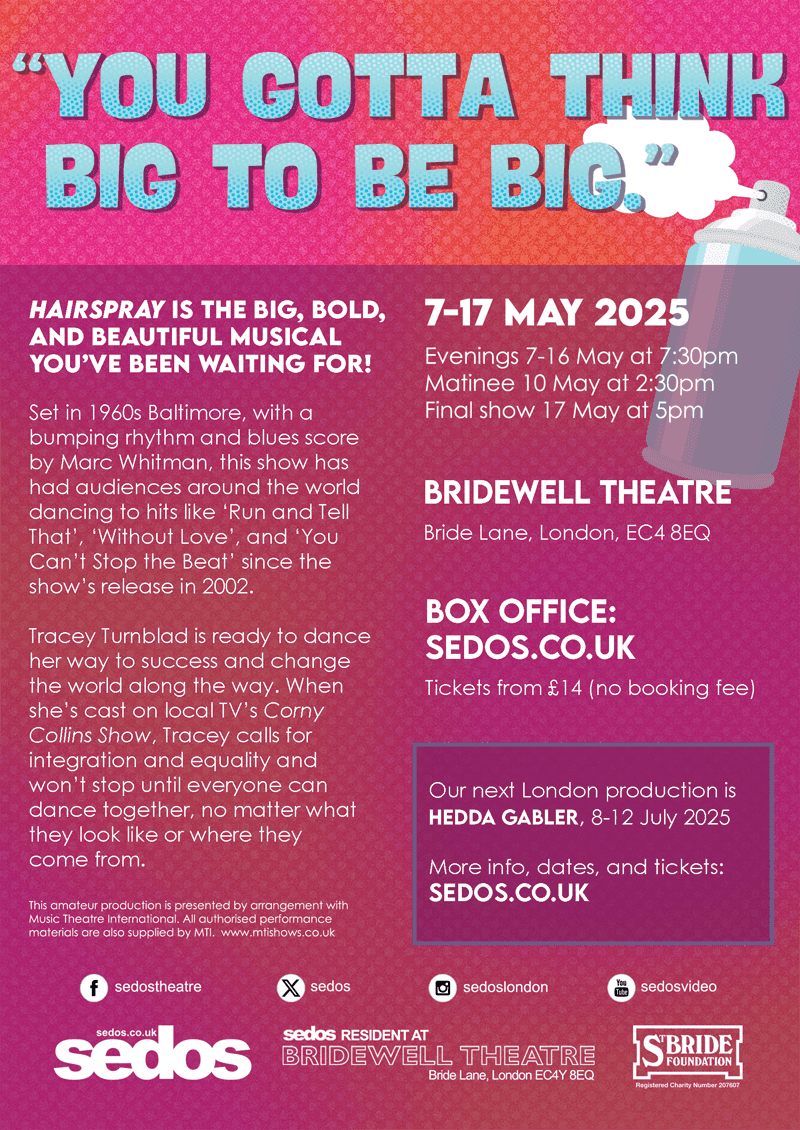 “YOU GOTTA THINK
BIG TO BE BIG.”
HAIRSPRAY IS THE BIG, BOLD,
AND BEAUTIFUL MUSICAL
YOU’VE BEEN WAITING FOR!
Set in 1960s Baltimore, with a
bumping rhythm and blues score
by Marc Whitman, this show has
had audiences around the world
dancing to hits like ‘Run and Tell
That’, ‘Without Love’, and ‘You
Can’t Stop the Beat’ since the
show’s release in 2002.
Tracey Turnblad is ready to dance
her way to success and change
the world along the way. When
she’s cast on local TV’s Corny
Collins Show, Tracey calls for
integration and equality and
won’t stop until everyone can
dance together, no matter what
they look like or where they
come from.
This amateur production is presented by arrangement with
Music Theatre International. All authorised performance
materials are also supplied by MTI. www.mtishows.co.uk
7-17 MAY 2025
Evenings 7-16 May at 7:30pm
Matinee 10 May at 2:30pm
Final show 17 May at 5pm
BRIDEWELL THEATRE
Bride Lane, London, EC4 8EQ
BOX OFFICE:
SEDOS.CO.UK
Tickets from £14 (no booking fee)
Our next London production is
HEDDA GABLER, 8-12 July 2025
More info, dates, and tickets:
SEDOS.CO.UK
f sedostheatre
X sedos
sedoslondon
You
Tube
sedosvideo
sedos.co.uk
sedos
sedos RESIDENT AT
BRIDEWELL THEATRE
Bride Lane, London EC4Y 8EQ
ST BRIDE
FOUNDATION
Registered Charity Number 207607